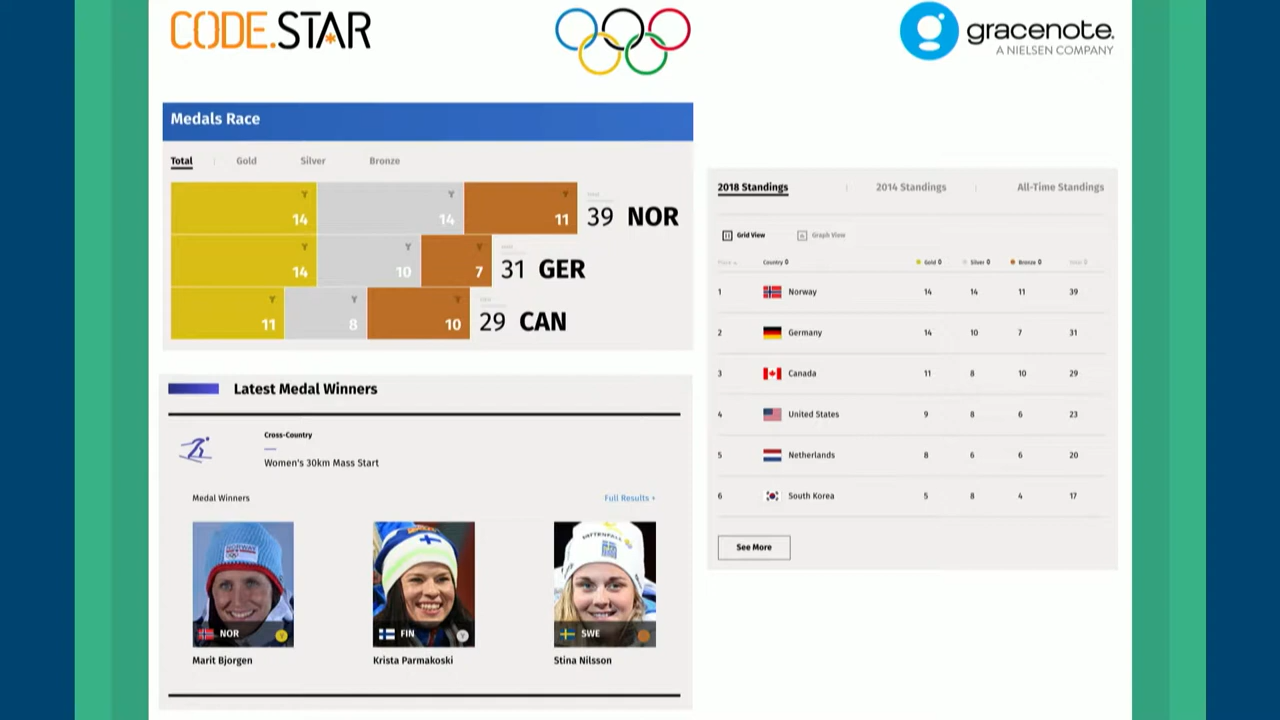 CODE.STAR
gracenote.
A NIELSEN COMPANY
Medals Race
Total Gold Silver Bronze
14 14 11 39 NOR
14 10 7 31 GER
11 8 10 29 CAN
Latest Medal Winners
Cross-Country
Women's 30km Mass Start
Medal Winners Full Results +
NORWAY
NOR FIN SWE
Marit Bjorgen Krista Parmakoski Stina Nilsson
2018 Standings 2014 Standings All-Time Standings
Grid View Graph View
Country Gold Silver Bronze
1 Norway 14 14 11 39
2 Germany 14 10 7 31
3 Canada 11 8 10 29
4 United States 9 8 6 23
5 Netherlands 8 6 6 20
6 South Korea 5 8 4 17
See More